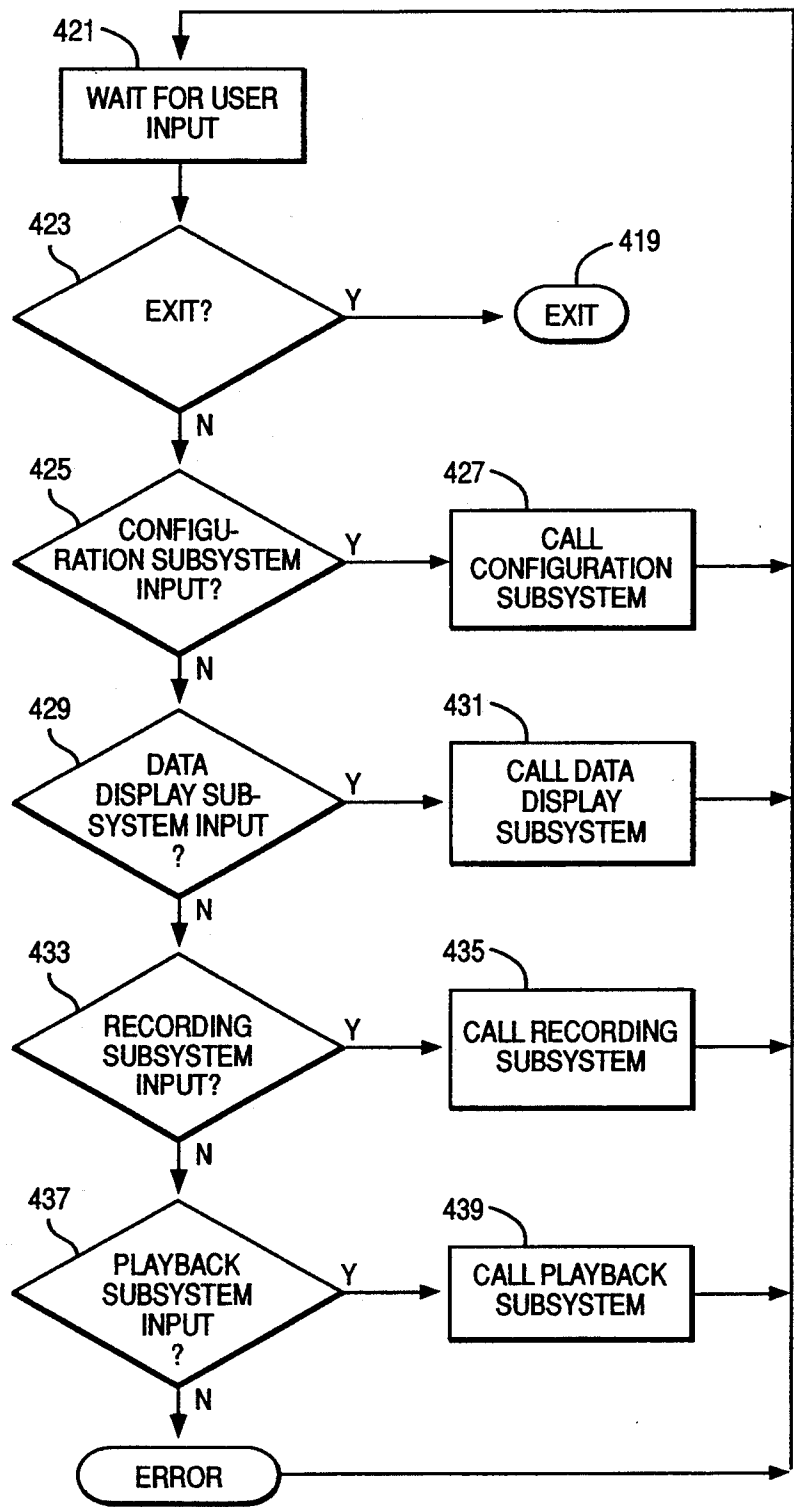 421
WAIT FOR USER
INPUT
423
EXIT?
Y
419
EXIT
N
425
CONFIGU-
RATION SUBSYSTEM
INPUT?
Y
427
CALL
CONFIGURATION
SUBSYSTEM
N
429
DATA
DISPLAY SUB-
SYSTEM INPUT
?
Y
431
CALL DATA
DISPLAY
SUBSYSTEM
N
433
RECORDING
SUBSYSTEM
INPUT?
Y
435
CALL RECORDING
SUBSYSTEM
N
437
PLAYBACK
SUBSYSTEM
INPUT
?
Y
439
CALL PLAYBACK
SUBSYSTEM
N
ERROR